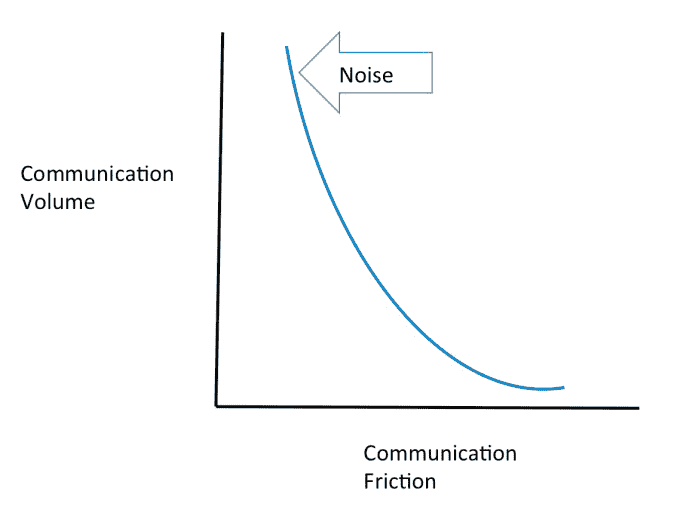 Noise
Communication
Volume
Communication
Friction